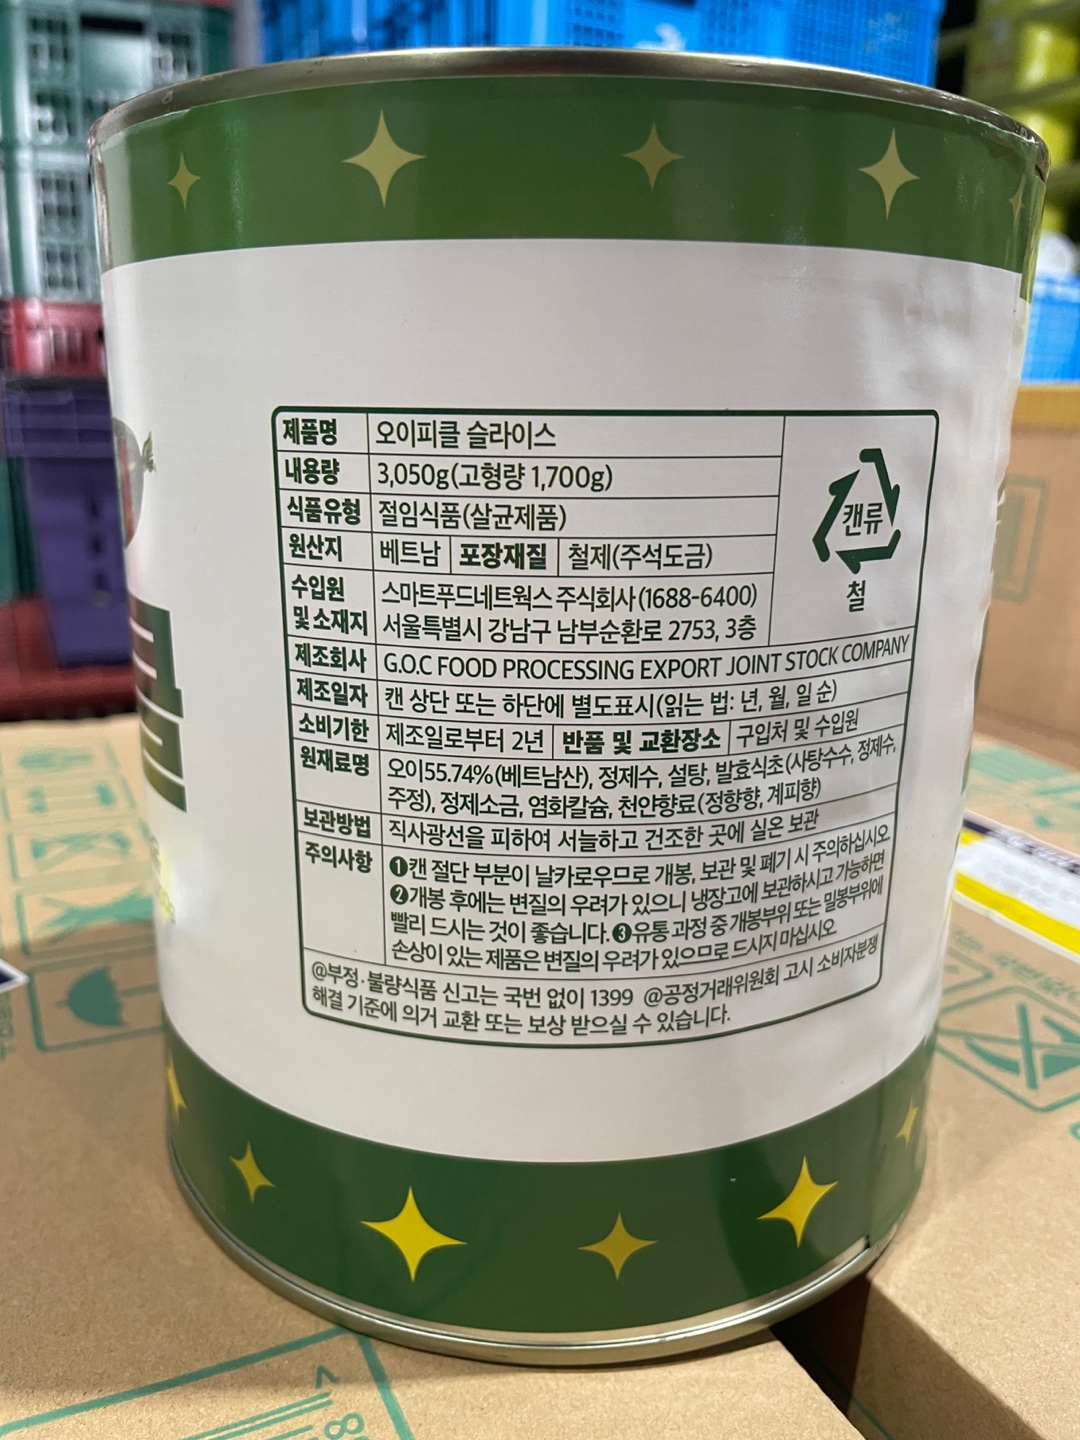 제품명 오이피클 슬라이스
내용량 3,050g(고형량 1,700g)
식품유형 절임식품(살균제품)
원산지 베트남 포장재질 철제(주석도금)
수입원 및 소재지 스마트푸드네트웍스 주식회사(1688-6400)
서울특별시 강남구 남부순환로 2753, 3층
캔류
철
제조회사 G.O.C FOOD PROCESSING EXPORT JOINT STOCK COMPANY
제조일자 캔 상단 또는 하단에 별도표시(읽는 법: 년, 월, 일 순)
소비기한 제조일로부터 2년 반품 및 교환장소 구입처 및 수입원
원재료명 오이55.74%(베트남산), 정제수, 설탕, 발효식초(사탕수수, 정제수,
주정), 정제소금, 염화칼슘, 천안향료(정향향, 계피향)
보관방법 직사광선을 피하여 서늘하고 건조한 곳에 실온 보관
주의사항 ❶캔 절단 부분이 날카로우므로 개봉, 보관 및 폐기 시 주의하십시오.
❷개봉 후에는 변질의 우려가 있으니 냉장고에 보관하시고 가능하면
빨리 드시는 것이 좋습니다. ❸유통 과정 중 개봉부위 또는 밀봉부위에
손상이 있는 제품은 변질의 우려가 있으므로 드시지 마십시오.
@부정·불량식품 신고는 국번 없이 1399 @공정거래위원회 고시 소비자분쟁
해결 기준에 의거 교환 또는 보상 받으실 수 있습니다.